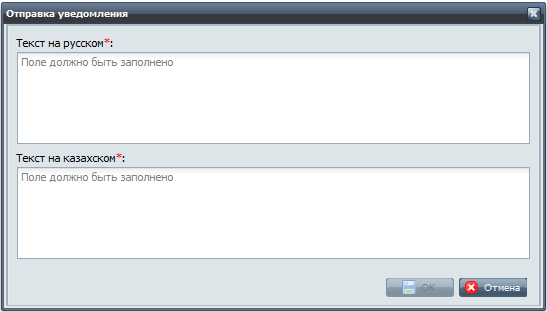 Отправка уведомления
Текст на русском*:
Поле должно быть заполнено
Текст на казахском*:
Поле должно быть заполнено
OK
Отмена